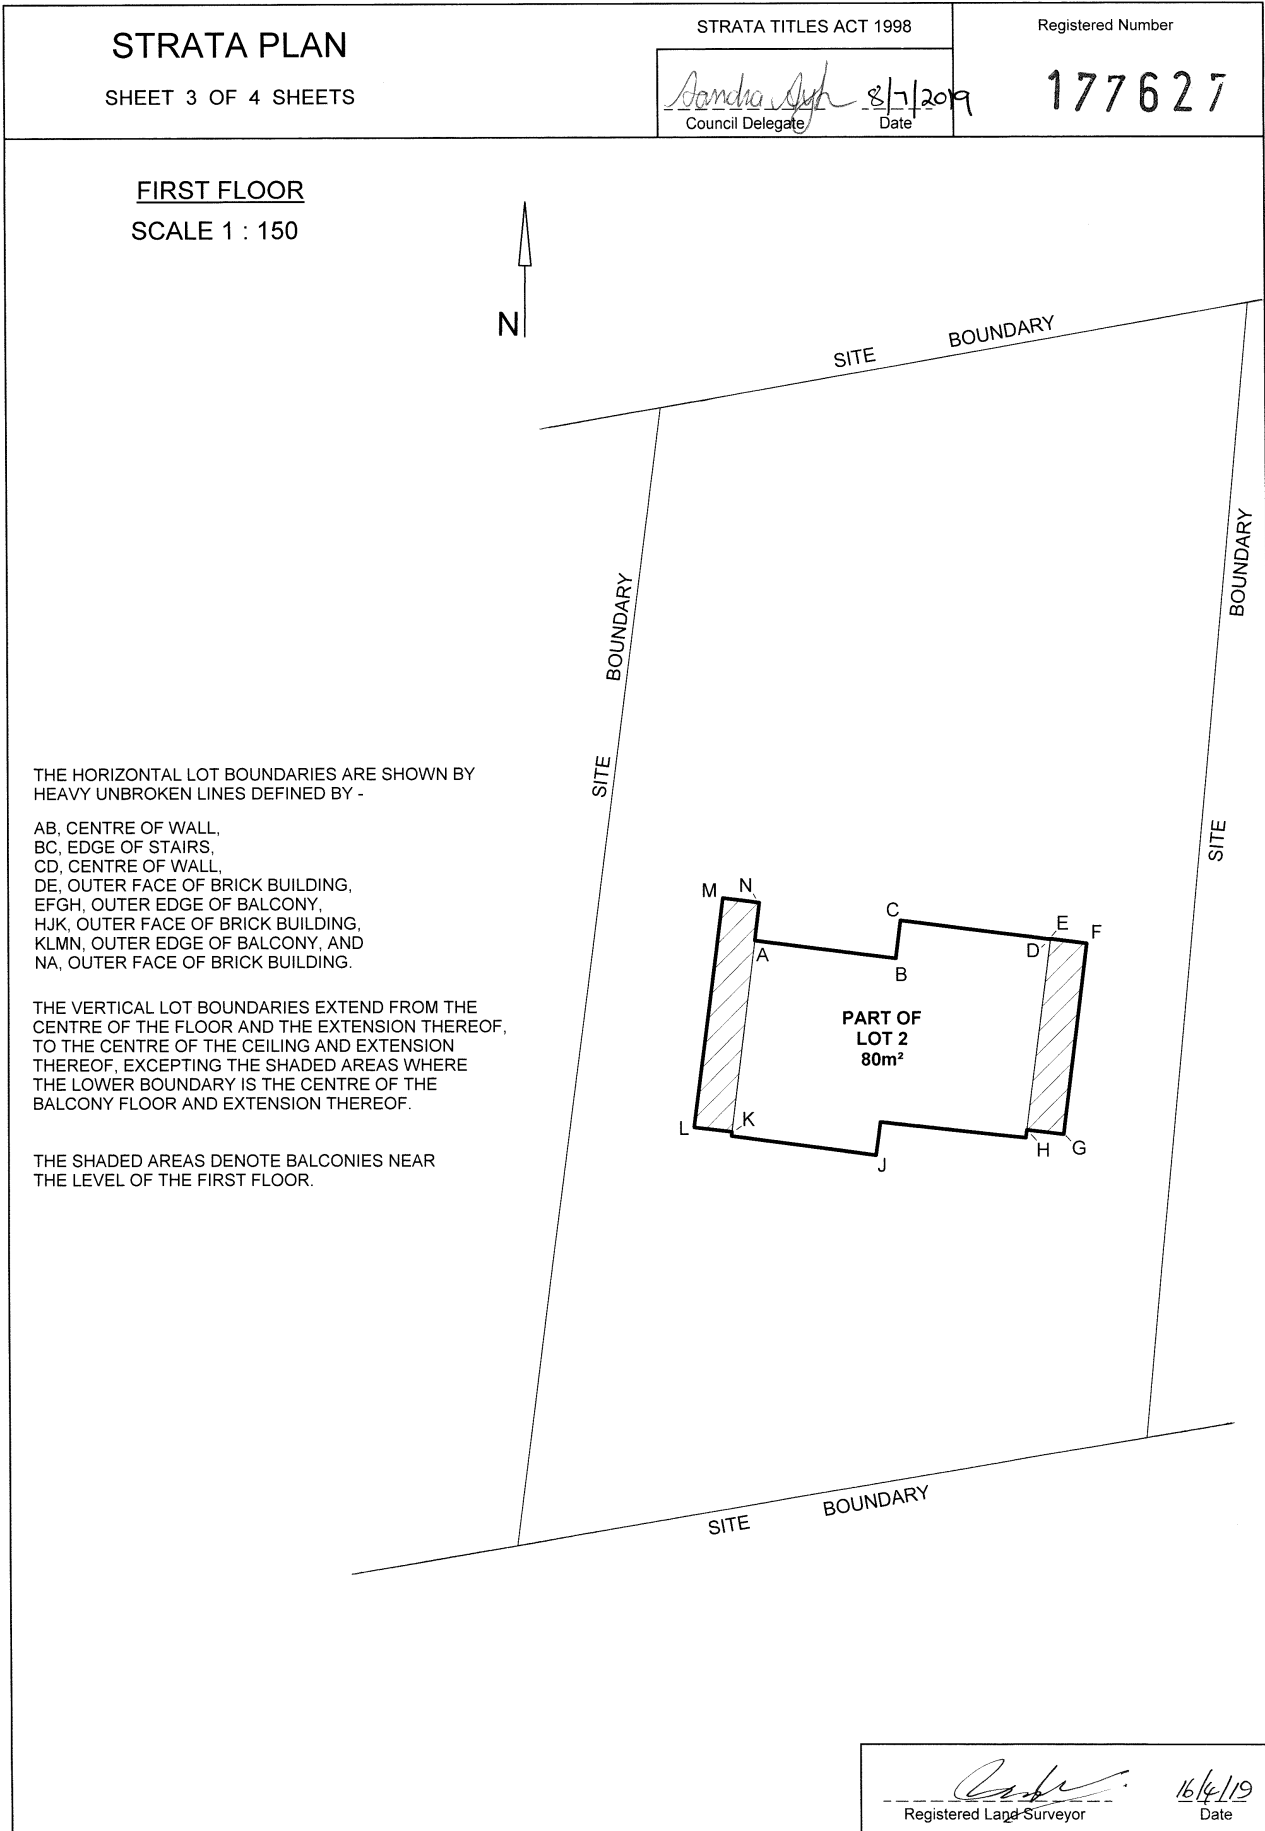 STRATA PLAN
SHEET 3 OF 4 SHEETS
STRATA TITLES ACT 1998
Sandra
8/7/2019
Council Delegate
Date
Registered Number
177627
FIRST FLOOR
SCALE 1 : 150
N
SITE BOUNDARY
SITE BOUNDARY
SITE BOUNDARY
THE HORIZONTAL LOT BOUNDARIES ARE SHOWN BY
HEAVY UNBROKEN LINES DEFINED BY -
AB, CENTRE OF WALL,
BC, EDGE OF STAIRS,
CD, CENTRE OF WALL,
DE, OUTER FACE OF BRICK BUILDING,
EFGH, OUTER EDGE OF BALCONY,
HJK, OUTER FACE OF BRICK BUILDING,
KLMN, OUTER EDGE OF BALCONY, AND
NA, OUTER FACE OF BRICK BUILDING.
THE VERTICAL LOT BOUNDARIES EXTEND FROM THE
CENTRE OF THE FLOOR AND THE EXTENSION THEREOF,
TO THE CENTRE OF THE CEILING AND EXTENSION
THEREOF, EXCEPTING THE SHADED AREAS WHERE
THE LOWER BOUNDARY IS THE CENTRE OF THE
BALCONY FLOOR AND EXTENSION THEREOF.
THE SHADED AREAS DENOTE BALCONIES NEAR
THE LEVEL OF THE FIRST FLOOR.
M
N
C
E
F
D
A
B
PART OF
LOT 2
80m²
L
K
J
H
G
SITE BOUNDARY
16/4/19
Registered Land Surveyor
Date